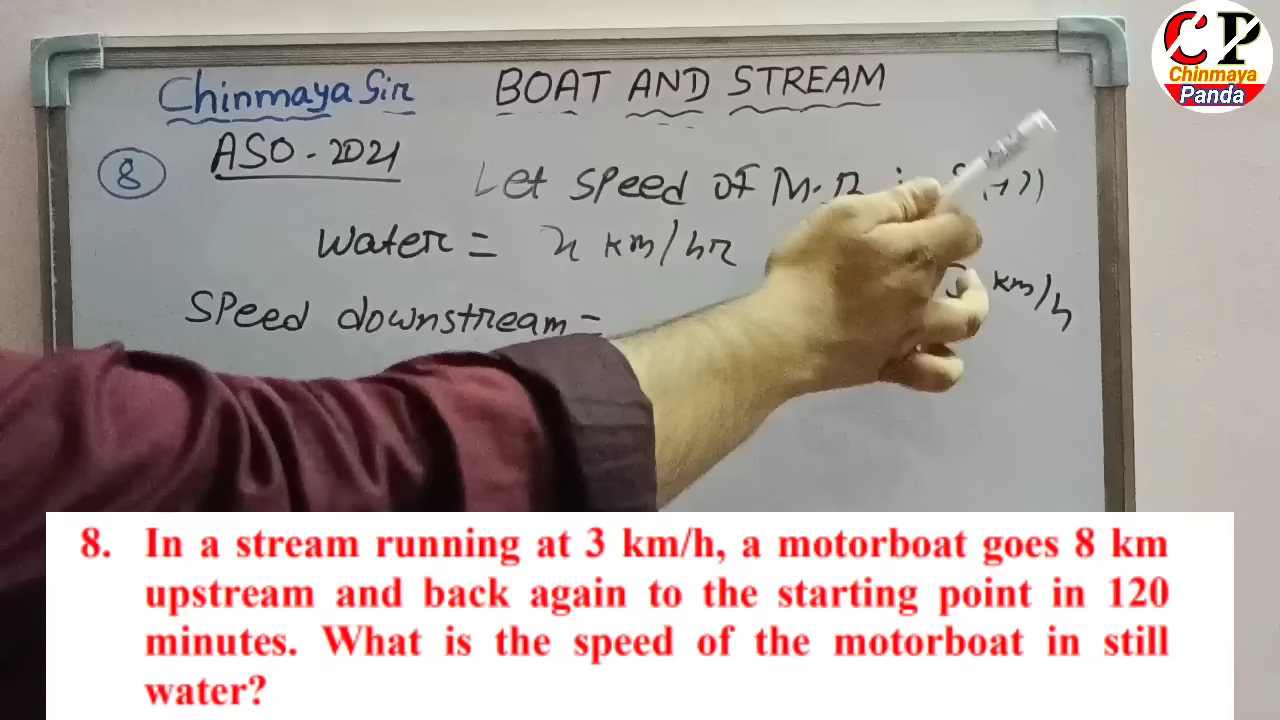 CP
Chinmaya
Panda
Chinmaya Sir BOAT AND STREAM
8 ASO - 2021
Let speed of M.B
water = x km/hr
km/h
Speed downstream =
8. In a stream running at 3 km/h, a motorboat goes 8 km
upstream and back again to the starting point in 120
minutes. What is the speed of the motorboat in still
water?